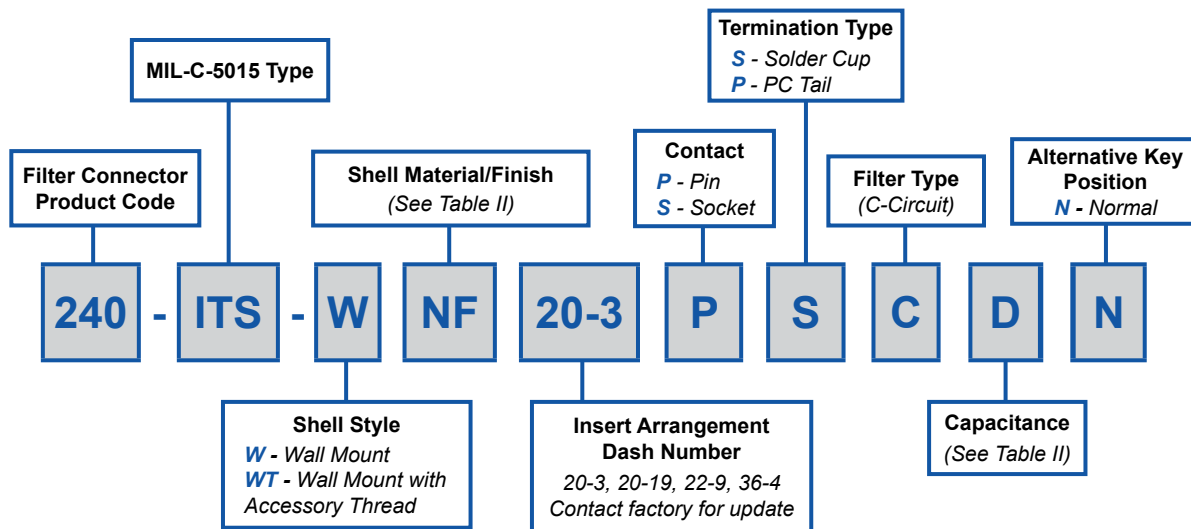 Termination Type
S - Solder Cup
P - PC Tail
MIL-C-5015 Type
Filter Connector
Product Code
Shell Material/Finish
(See Table II)
Contact
P - Pin
S - Socket
Filter Type
(C-Circuit)
Alternative Key
Position
N - Normal
240 - ITS - W NF 20-3 P S C D N
Shell Style
W - Wall Mount
WT - Wall Mount with
Accessory Thread
Insert Arrangement
Dash Number
20-3, 20-19, 22-9, 36-4
Contact factory for update
Capacitance
(See Table II)